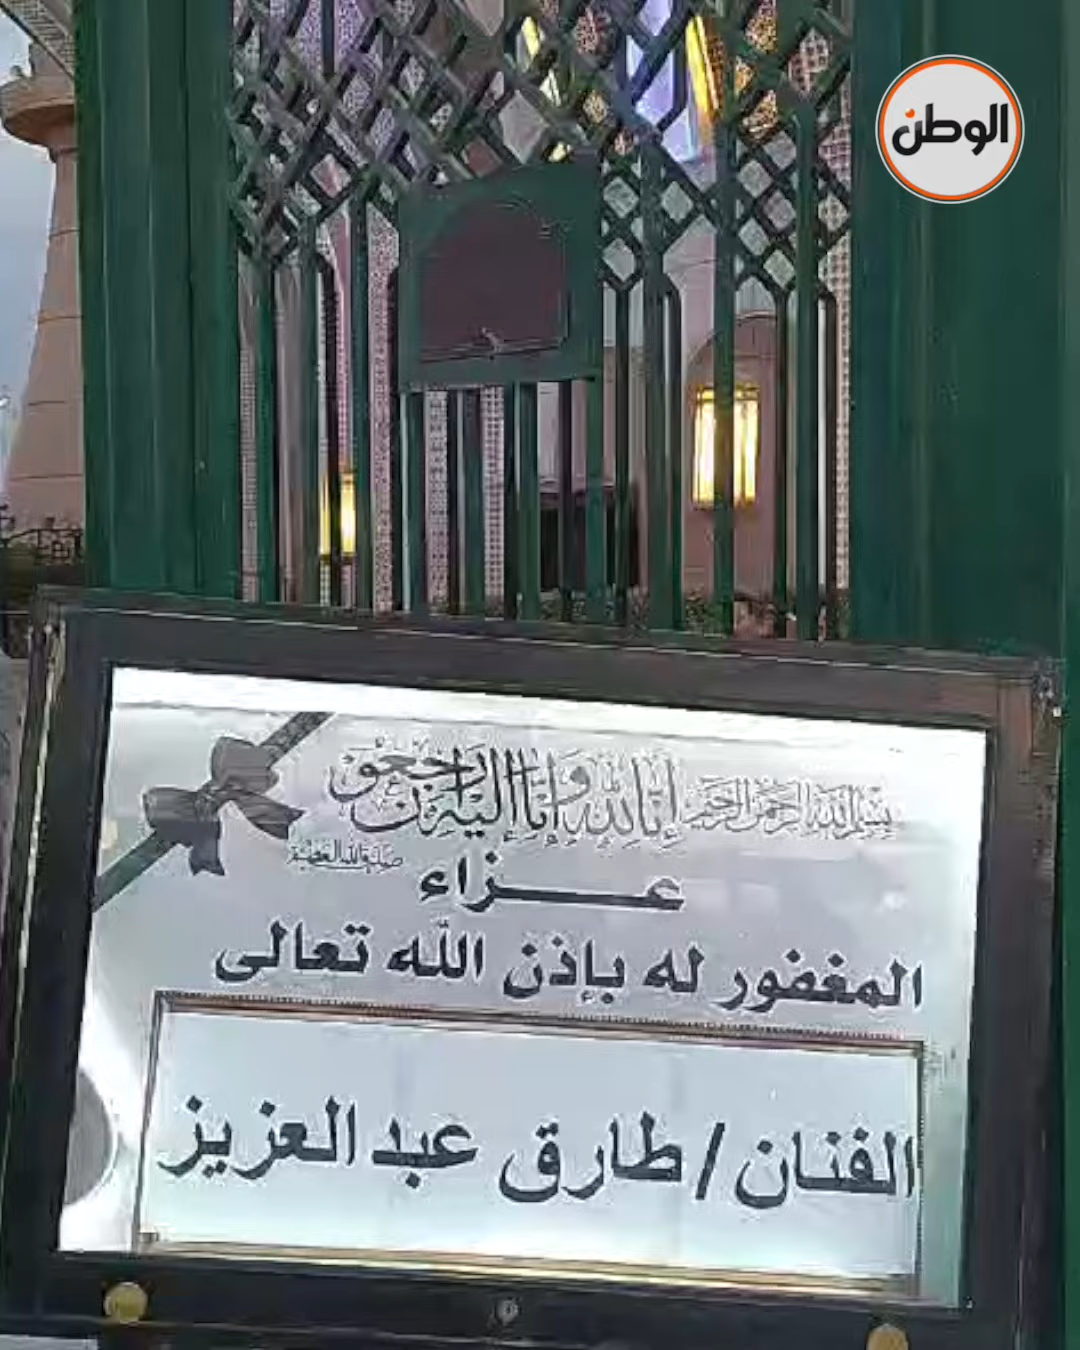 الوطن
بسم الله الرحمن الرحيم إنا لله وإنا إليه راجعون
صدق الله العظيم
عزاء
المغفور له بإذن الله تعالى
الفنان / طارق عبد العزيز